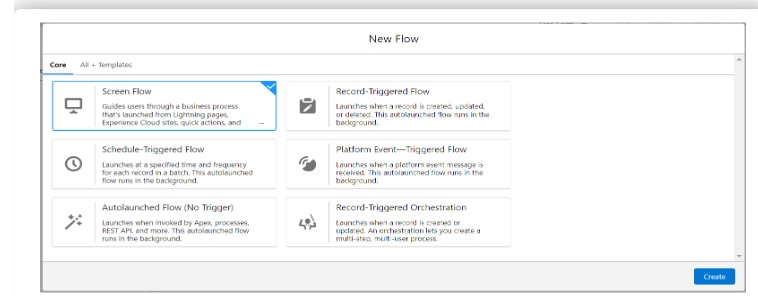 New Flow
Core All + Templates
Screen Flow
Guides users through a business process
that's launched from Lightning pages,
Experience Cloud sites, quick actions, and ...
Record-Triggered Flow
Launches when a record is created, updated,
or deleted. This autolaunched flow runs in the
background.
Schedule-Triggered Flow
Launches at a specified time and frequency
for each record in a batch. This autolaunched
flow runs in the background.
Platform Event—Triggered Flow
Launches when a platform event message is
received. This autolaunched flow runs in the
background.
Autolaunched Flow (No Trigger)
Launches when invoked by Apex, processes,
REST API, and more. This autolaunched flow
runs in the background.
Record-Triggered Orchestration
Launches when a record is created or
updated. An orchestration lets you create a
multi-step, multi-user process.
Create